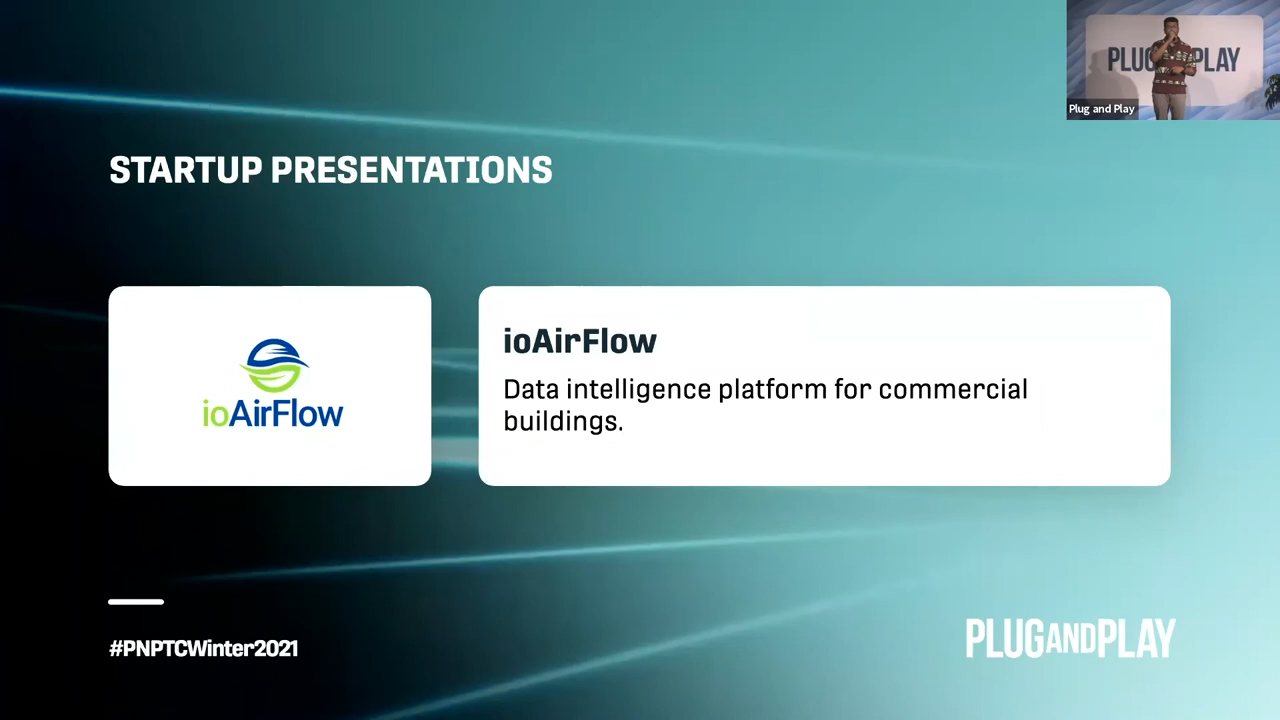 PLUG AND PLAY
Plug and Play
STARTUP PRESENTATIONS
ioAirFlow
ioAirFlow
Data intelligence platform for commercial
buildings.
#PNPTCWinter2021
PLUGANDPLAY